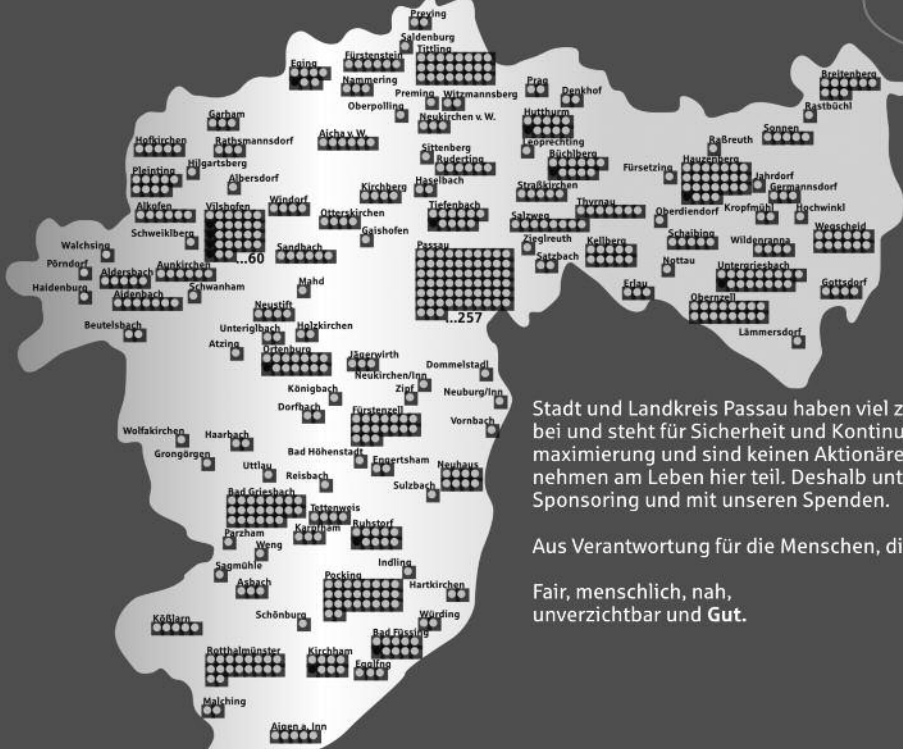 Preying
Saldenburg
Tittling
Fürstenstein
Eging
Nammering
Preming
Witzmannsberg
Prag
Denkhof
Breitenberg
Rastbüchl
Oberpolling
Neukirchen v. W.
Hutthurm
Garham
Aicha v. W.
Sonnen
Hofkirchen
Rathsmannsdorf
Leoprechting
Raßreuth
Sittenberg
Büchlberg
Hilgartsberg
Ruderting
Fürsetzing
Hauzenberg
Pleinting
Albersdorf
Haselbach
Jahrdorf
Kirchberg
Straßkirchen
Germannsdorf
Alkofen
Vilshofen
Windorf
Tiefenbach
Thyrnau
Otterskirchen
Salzweg
Oberdiendorf
Kropfmühl
Hochwinkl
Schweiklberg
Gaishofen
Schaibing
Wegscheid
Walchsing
Sandbach
Passau
Zieglreuth
Kellberg
Wildenranna
...60
Satzbach
Nottau
Pörndorf
Aldersbach
Aunkirchen
Untergriesbach
Mahd
Haidenburg
Aidenbach
Schwanham
Erlau
Gottsdorf
Neustift
Obernzell
...257
Beutelsbach
Unteriglbach
Holzkirchen
Lämmersdorf
Atzing
Ortenburg
Jägerwirth
Dommelstadl
Neukirchen/Inn
Königbach
Zipf
Neuburg/Inn
Dorfbach
Fürstenzell
Vornbach
Wolfakirchen
Haarbach
Grongörgen
Bad Höhenstadt
Engertsham
Uttlau
Neuhaus
Reisbach
Sulzbach
Bad Griesbach
Tettenweis
Karpfham
Ruhstorf
Parzham
Weng
Sagmühle
Indling
Asbach
Pocking
Hartkirchen
Schönburg
Kößlarn
Würding
Bad Füssing
Rotthalmünster
Kirchham
Egglfing
Malching
Aigen a. Inn
Stadt und Landkreis Passau haben viel z
bei und steht für Sicherheit und Kontinu
maximierung und sind keinen Aktionäre
nehmen am Leben hier teil. Deshalb unt
Sponsoring und mit unseren Spenden.
Aus Verantwortung für die Menschen, di
Fair, menschlich, nah,
unverzichtbar und Gut.